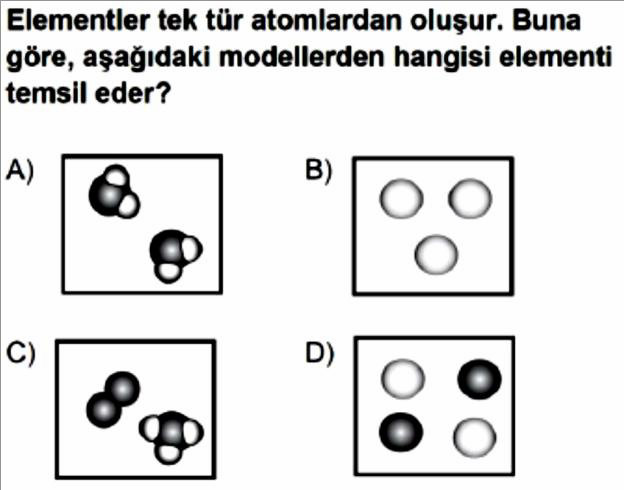 Elementler tek tür atomlardan oluşur. Buna
göre, aşağıdaki modellerden hangisi elementi
temsil eder?
A)
B)
C)
D)